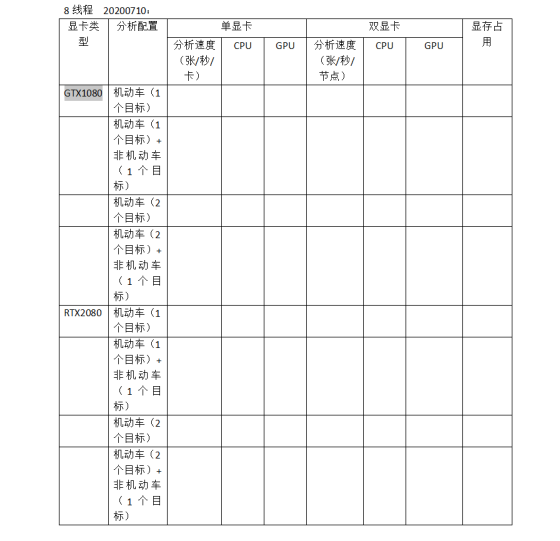 8 线程 20200710
显卡类 分析配置 单显卡 双显卡 显存占
型 用
分析速度 CPU GPU 分析速度 CPU GPU
（张/秒/ （张/秒/
卡） 节点）
GTX1080 机动车（1
个目标）
机动车（1
个目标）+
非机动车
（1个目
标）
机动车（2
个目标）
机动车（2
个目标）+
非机动车
（1个目
标）
RTX2080 机动车（1
个目标）
机动车（1
个目标）+
非机动车
（1个目
标）
机动车（2
个目标）
机动车（2
个目标）+
非机动车
（1个目
标）